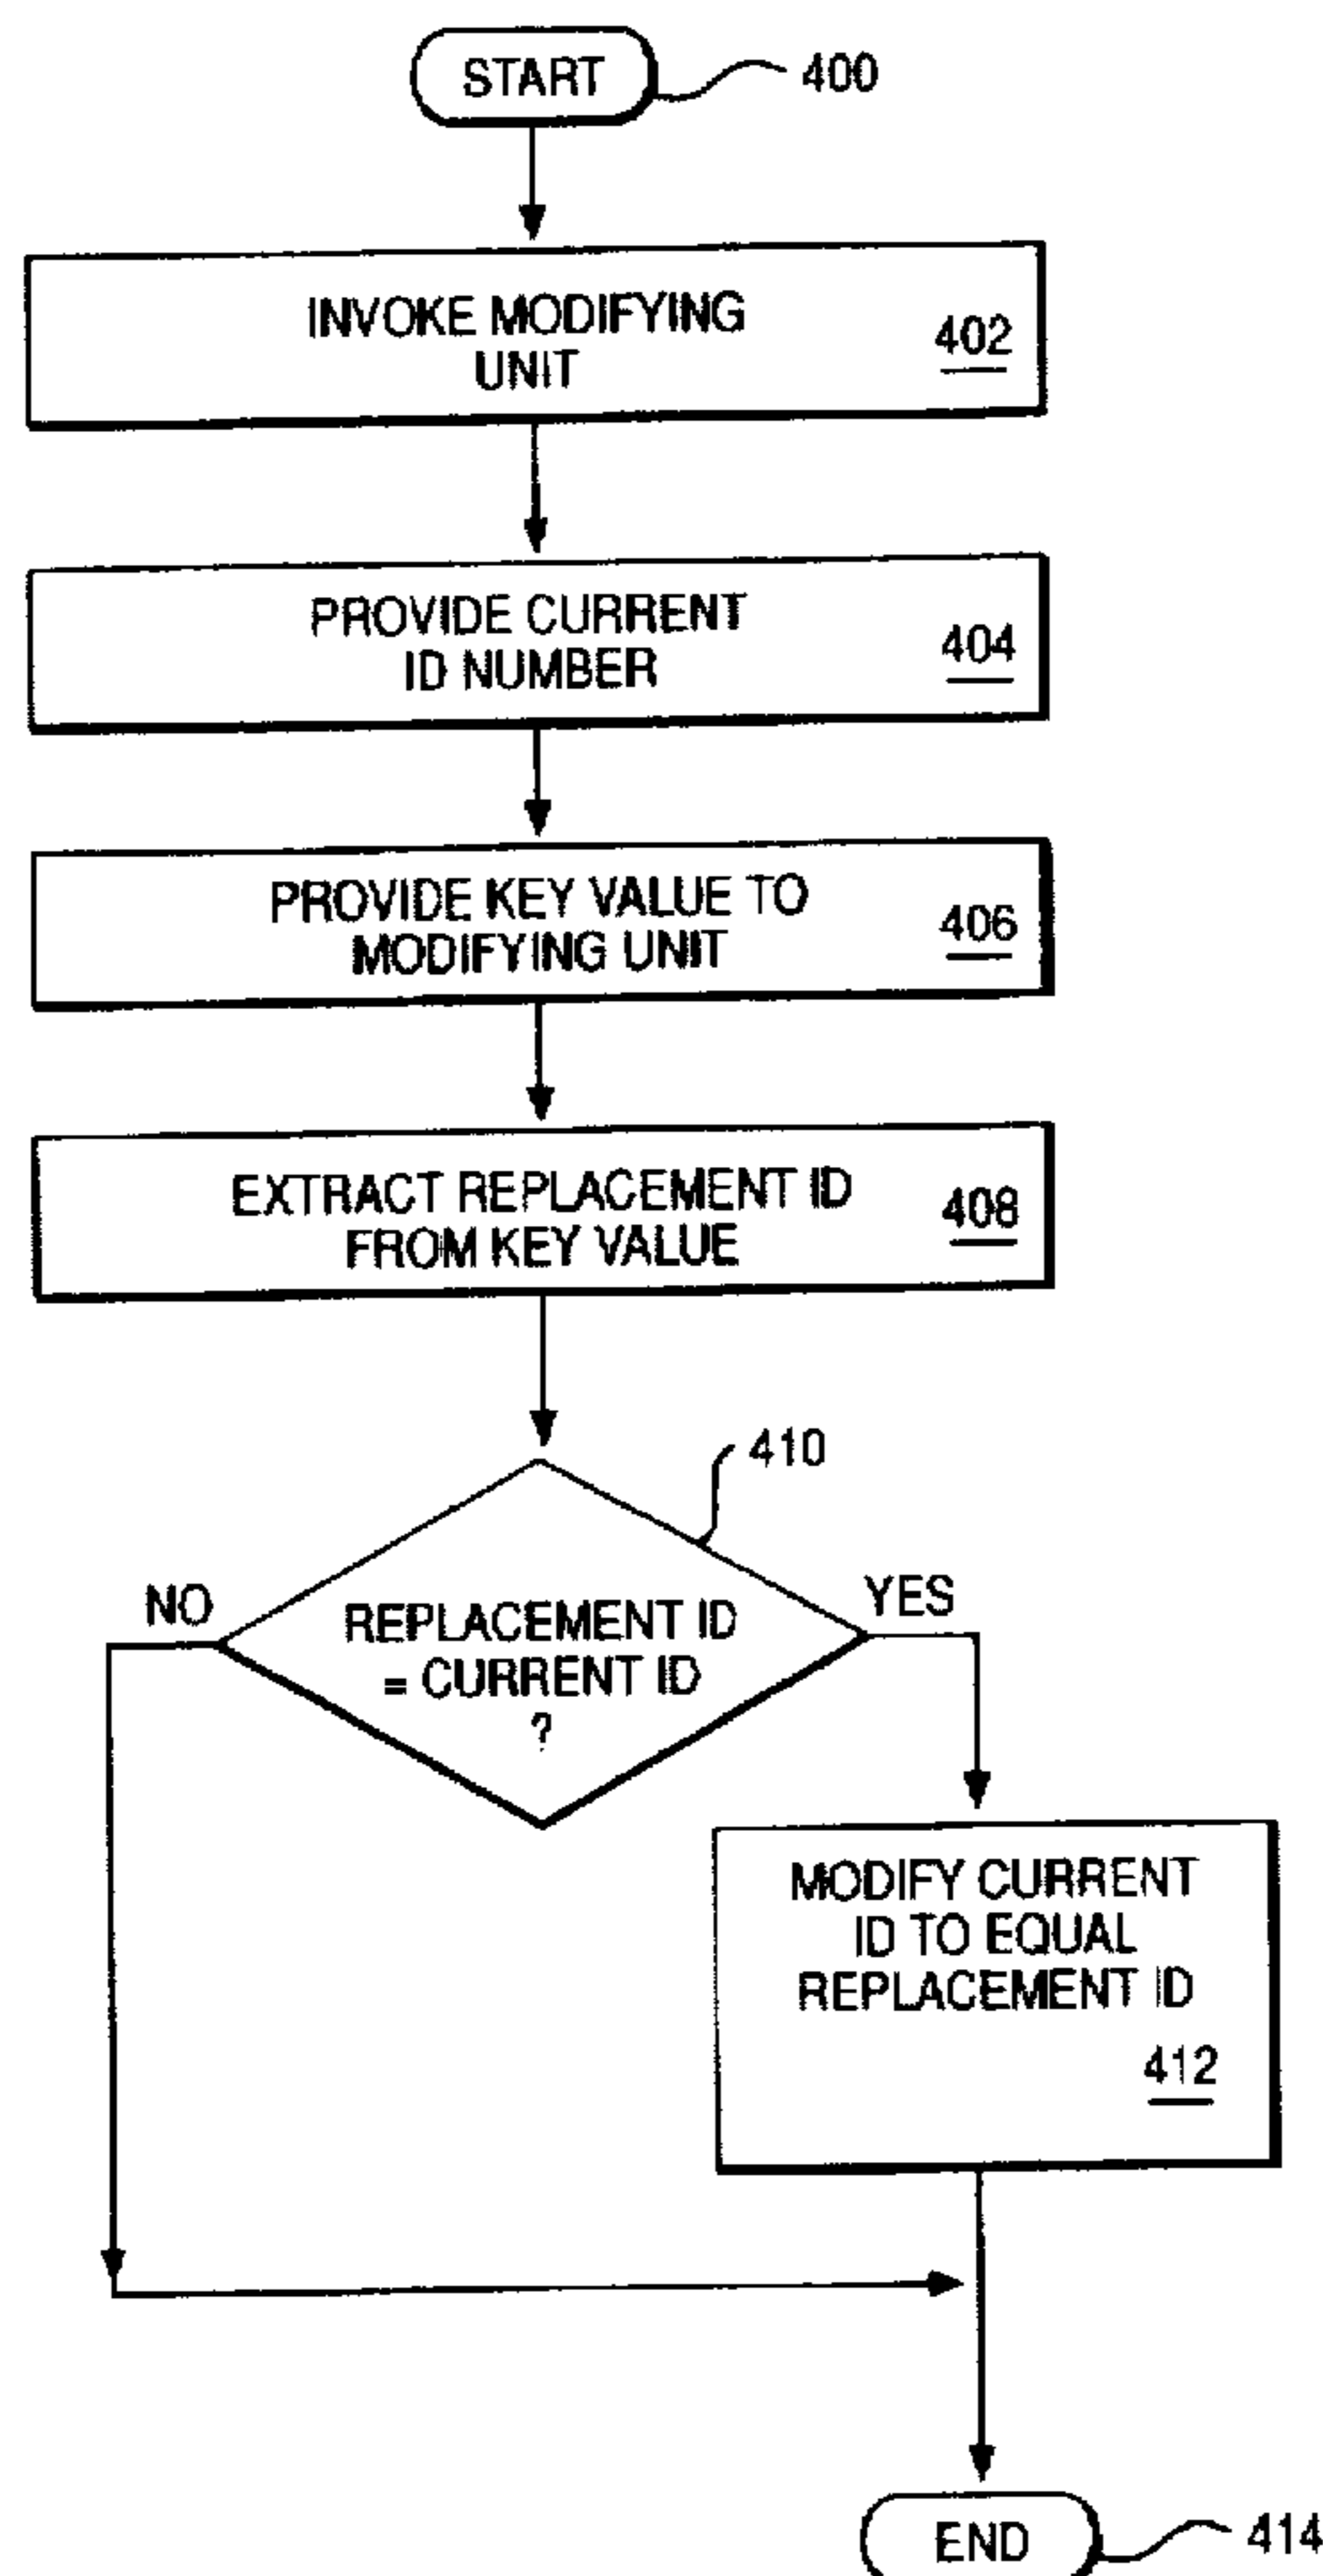 START
400
INVOKE MODIFYING
UNIT
402
PROVIDE CURRENT
ID NUMBER
404
PROVIDE KEY VALUE TO
MODIFYING UNIT
406
EXTRACT REPLACEMENT ID
FROM KEY VALUE
408
410
NO
YES
REPLACEMENT ID
= CURRENT ID
?
MODIFY CURRENT
ID TO EQUAL
REPLACEMENT ID
412
END
414